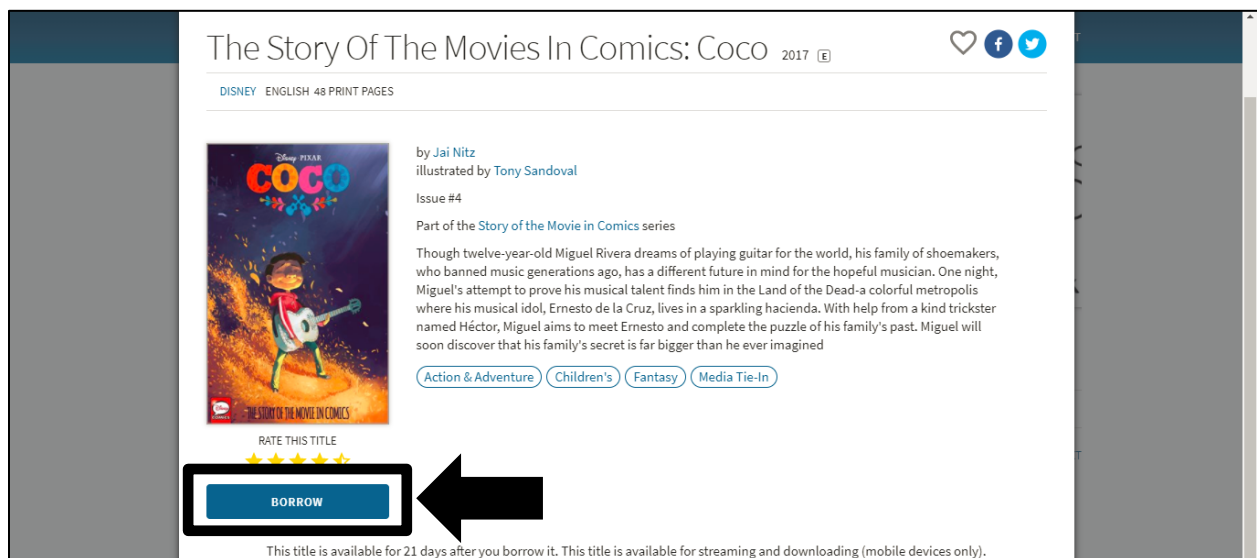 The Story Of The Movies In Comics: Coco 2017 E
DISNEY ENGLISH 48 PRINT PAGES
Disney PIXAR
COCO
Disney
COMICS
THE STORY OF THE MOVIE IN COMICS
RATE THIS TITLE
BORROW
by Jai Nitz
illustrated by Tony Sandoval
Issue #4
Part of the Story of the Movie in Comics series
Though twelve-year-old Miguel Rivera dreams of playing guitar for the world, his family of shoemakers,
who banned music generations ago, has a different future in mind for the hopeful musician. One night,
Miguel's attempt to prove his musical talent finds him in the Land of the Dead-a colorful metropolis
where his musical idol, Ernesto de la Cruz, lives in a sparkling hacienda. With help from a kind trickster
named Héctor, Miguel aims to meet Ernesto and complete the puzzle of his family's past. Miguel will
soon discover that his family's secret is far bigger than he ever imagined
Action & Adventure Children's Fantasy Media Tie-In
This title is available for 21 days after you borrow it. This title is available for streaming and downloading (mobile devices only).